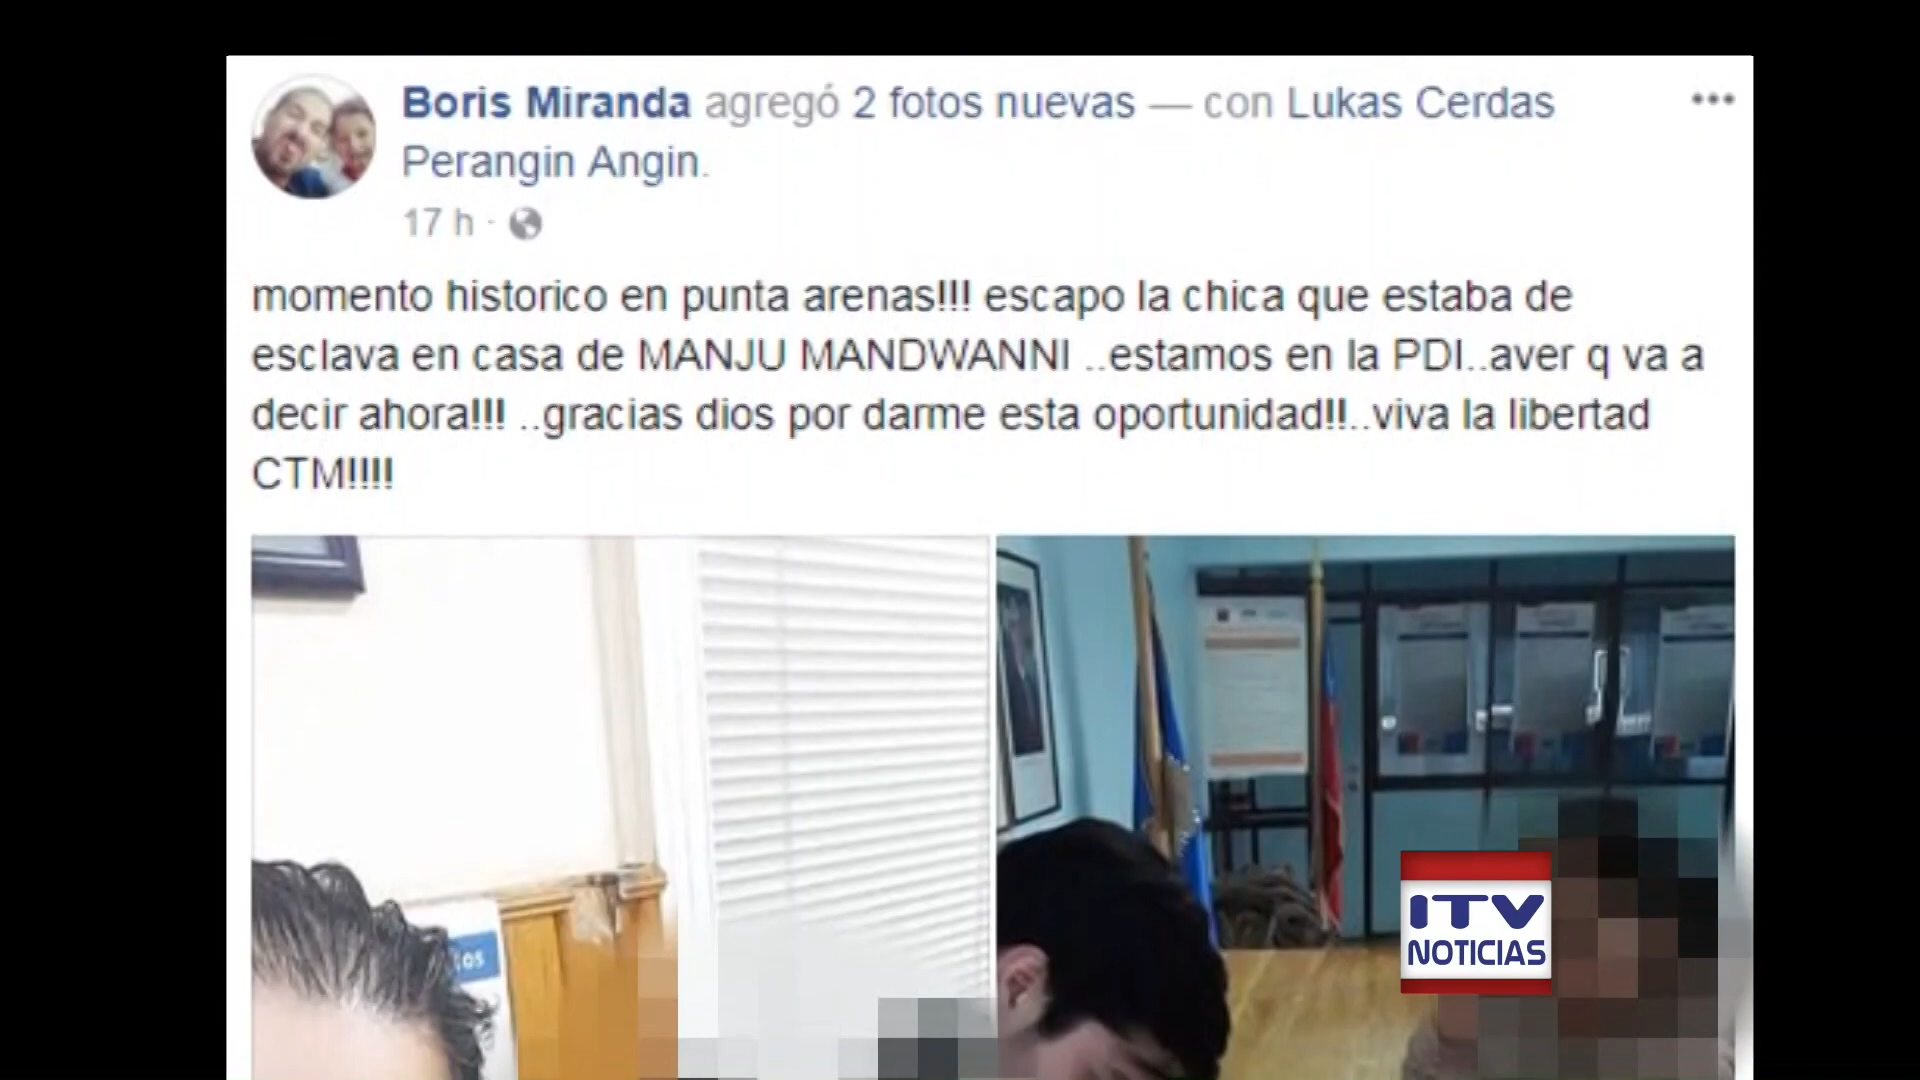 Boris Miranda agregó 2 fotos nuevas — con Lukas Cerdas
Perangin Angin.
17 h ·
momento historico en punta arenas!!! escapo la chica que estaba de
esclava en casa de MANJU MANDWANNI ..estamos en la PDI..aver q va a
decir ahora!!! ..gracias dios por darme esta oportunidad!!..viva la libertad
CTM!!!!
ITV
NOTICIAS